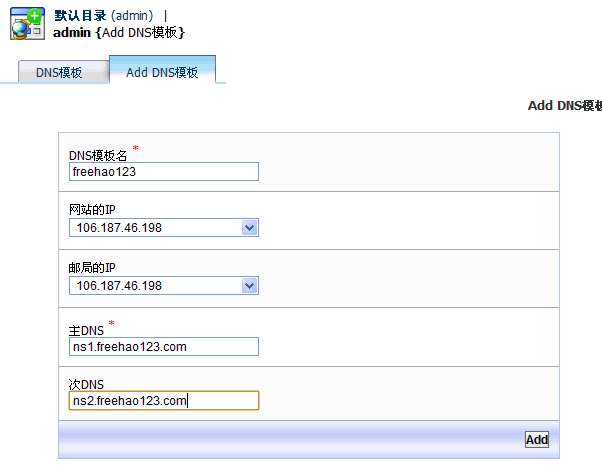 默认目录 (admin) |
admin {Add DNS模板}
DNS模板 Add DNS模板
Add DNS模板
DNS模板名 *
freehao123
网站的IP
106.187.46.198
邮局的IP
106.187.46.198
主DNS *
ns1.freehao123.com
次DNS
ns2.freehao123.com
Add